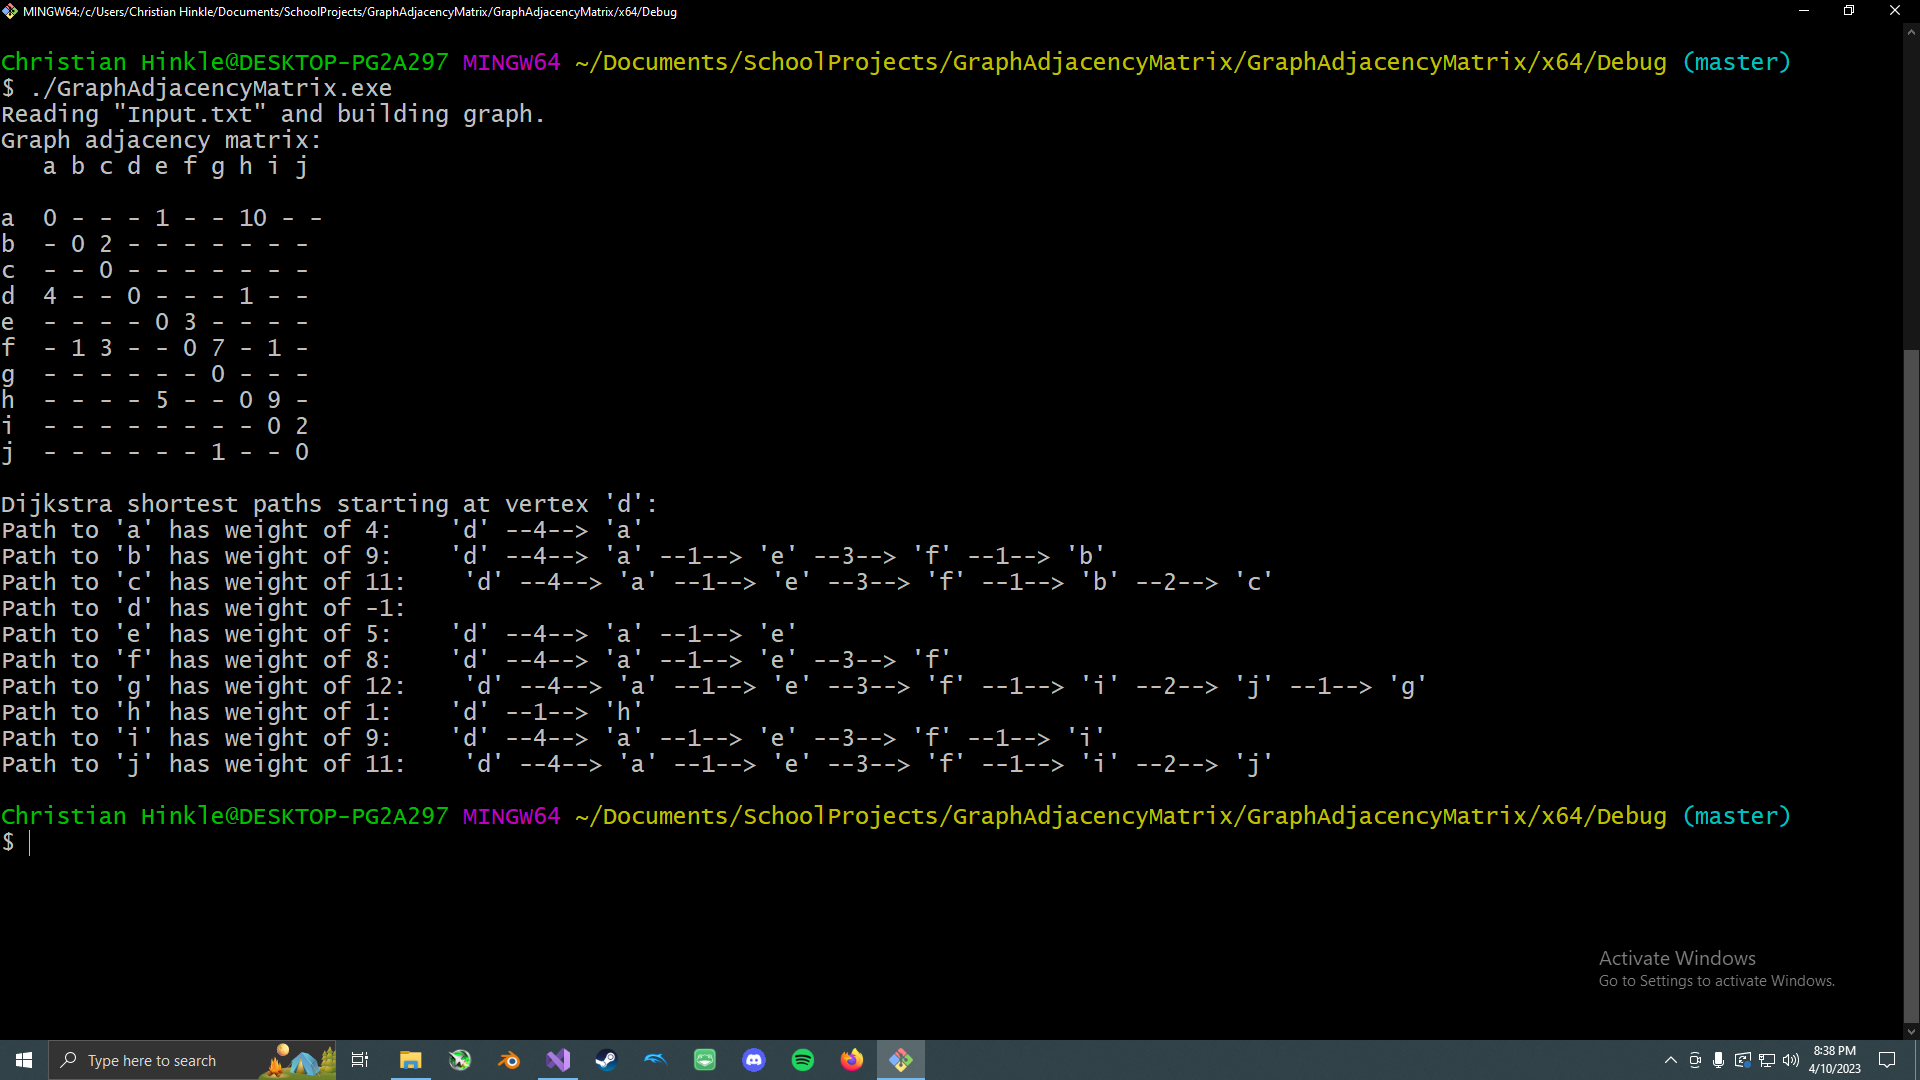 MINGW64:/c/Users/Christian Hinkle/Documents/SchoolProjects/GraphAdjacencyMatrix/GraphAdjacencyMatrix/x64/Debug
Christian Hinkle@DESKTOP-PG2A297 MINGW64 ~/Documents/SchoolProjects/GraphAdjacencyMatrix/GraphAdjacencyMatrix/x64/Debug (master)
$ ./GraphAdjacencyMatrix.exe
Reading "Input.txt" and building graph.
Graph adjacency matrix:
   a b c d e f g h i j
a  0 - - - 1 - - 10 - -
b  - 0 2 - - - - - - -
c  - - 0 - - - - - - -
d  4 - - 0 - - - 1 - -
e  - - - - 0 3 - - - -
f  - 1 3 - - 0 7 - 1 -
g  - - - - - - 0 - - -
h  - - - - 5 - - 0 9 -
i  - - - - - - - - 0 2
j  - - - - - - 1 - - 0
Dijkstra shortest paths starting at vertex 'd':
Path to 'a' has weight of 4:    'd' --4--> 'a'
Path to 'b' has weight of 9:    'd' --4--> 'a' --1--> 'e' --3--> 'f' --1--> 'b'
Path to 'c' has weight of 11:    'd' --4--> 'a' --1--> 'e' --3--> 'f' --1--> 'b' --2--> 'c'
Path to 'd' has weight of -1:
Path to 'e' has weight of 5:    'd' --4--> 'a' --1--> 'e'
Path to 'f' has weight of 8:    'd' --4--> 'a' --1--> 'e' --3--> 'f'
Path to 'g' has weight of 12:    'd' --4--> 'a' --1--> 'e' --3--> 'f' --1--> 'i' --2--> 'j' --1--> 'g'
Path to 'h' has weight of 1:    'd' --1--> 'h'
Path to 'i' has weight of 9:    'd' --4--> 'a' --1--> 'e' --3--> 'f' --1--> 'i'
Path to 'j' has weight of 11:    'd' --4--> 'a' --1--> 'e' --3--> 'f' --1--> 'i' --2--> 'j'
Christian Hinkle@DESKTOP-PG2A297 MINGW64 ~/Documents/SchoolProjects/GraphAdjacencyMatrix/GraphAdjacencyMatrix/x64/Debug (master)
$
Activate Windows
Go to Settings to activate Windows.
Type here to search
8:38 PM
4/10/2023